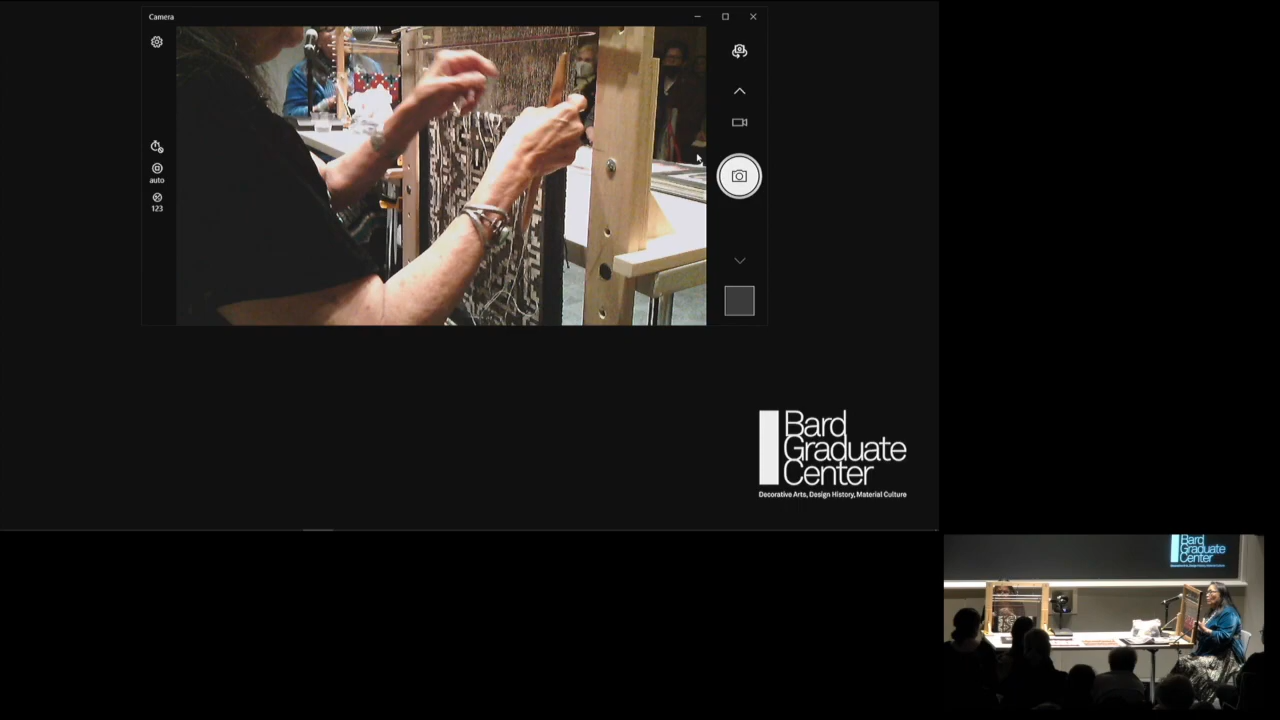 Camera
auto
123
Bard
Graduate
Center
Decorative Arts, Design History, Material Culture
Bard
Graduate
Center